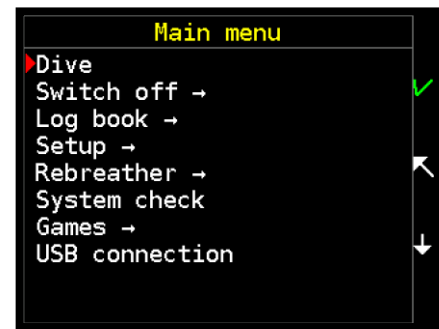 Main menu
Dive
Switch off →
Log book →
Setup →
Rebreather →
System check
Games →
USB connection